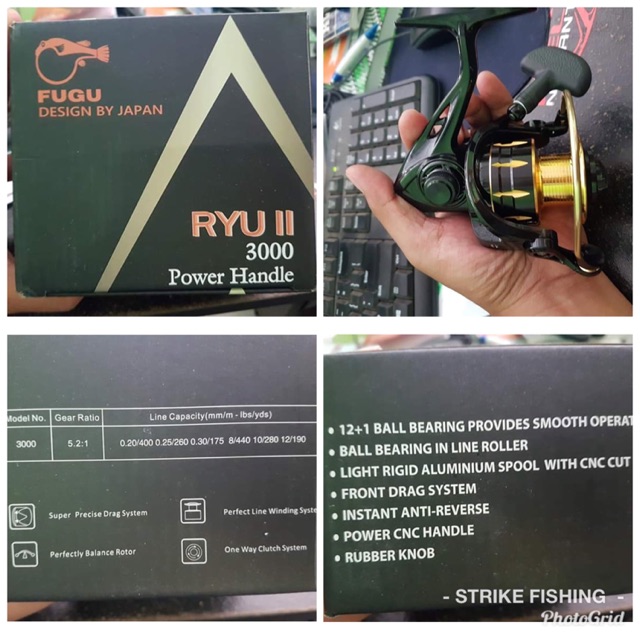 FUGU
DESIGN BY JAPAN
RYU II
3000
Power Handle
Model No. Gear Ratio Line Capacity(mm/m - lbs/yds)
3000 5.2:1 0.20/400 0.25/260 0.30/175 8/440 10/280 12/190
Super Precise Drag System
Perfect Line Winding Syste
Perfectly Balance Rotor
One Way Clutch System
• 12+1 BALL BEARING PROVIDES SMOOTH OPERAT
• BALL BEARING IN LINE ROLLER
• LIGHT RIGID ALUMINIUM SPOOL WITH CNC CUT
• FRONT DRAG SYSTEM
• INSTANT ANTI-REVERSE
• POWER CNC HANDLE
• RUBBER KNOB
- STRIKE FISHING -
PhotoGrid